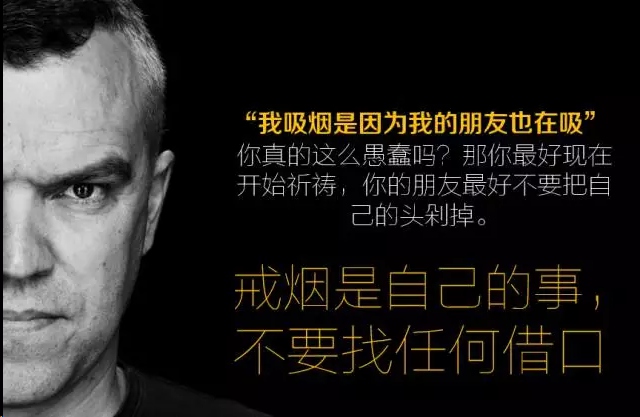 “我吸烟是因为我的朋友也在吸”
你真的这么愚蠢吗？那你最好现在
开始祈祷，你的朋友最好不要把自
己的头剁掉。
戒烟是自己的事，
不要找任何借口